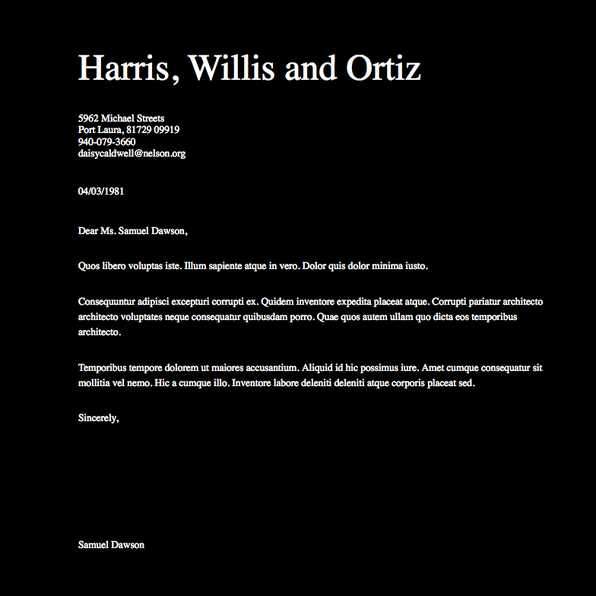 Harris, Willis and Ortiz
5962 Michael Streets
Port Laura, 81729 09919
940-079-3660
daisycaldwell@nelson.org
04/03/1981
Dear Ms. Samuel Dawson,
Quos libero voluptas iste. Illum sapiente atque in vero. Dolor quis dolor minima iusto.
Consequuntur adipisci excepturi corrupti ex. Quidem inventore expedita placeat atque. Corrupti pariatur architecto
architecto voluptates neque consequatur quibusdam porro. Quae quos autem ullam quo dicta eos temporibus
architecto.
Temporibus tempore dolorem ut maiores accusantium. Aliquid id hic possimus iure. Amet cumque consequatur sit
mollitia vel nemo. Hic a cumque illo. Inventore labore deleniti deleniti atque corporis placeat sed.
Sincerely,
Samuel Dawson